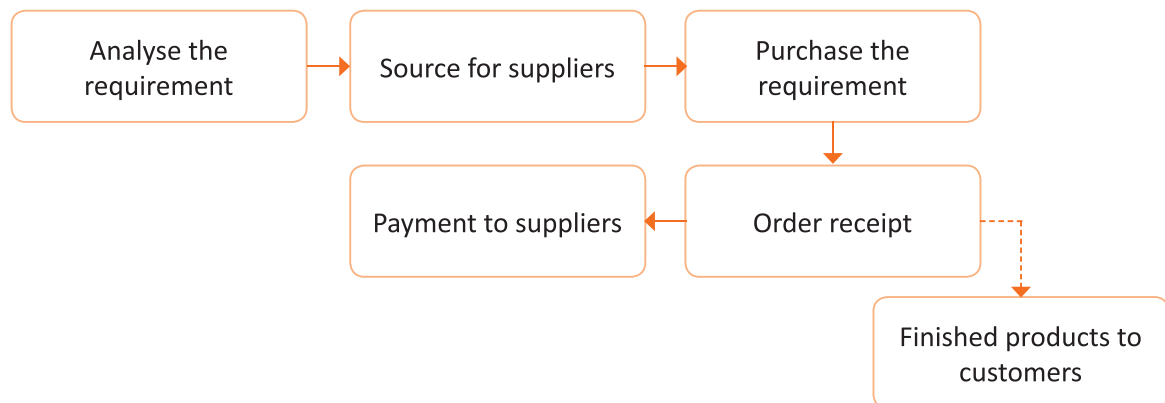 Analyse the
requirement
Source for suppliers
Purchase the
requirement
Payment to suppliers
Order receipt
Finished products to
customers